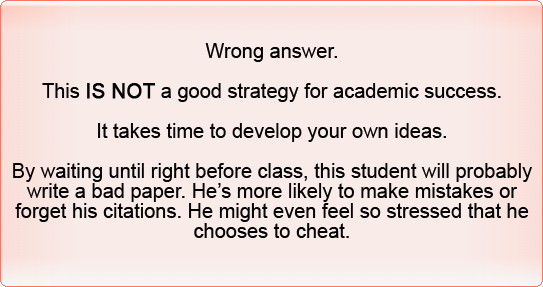 Wrong answer.
This IS NOT a good strategy for academic success.
It takes time to develop your own ideas.
By waiting until right before class, this student will probably
write a bad paper. He’s more likely to make mistakes or
forget his citations. He might even feel so stressed that he
chooses to cheat.